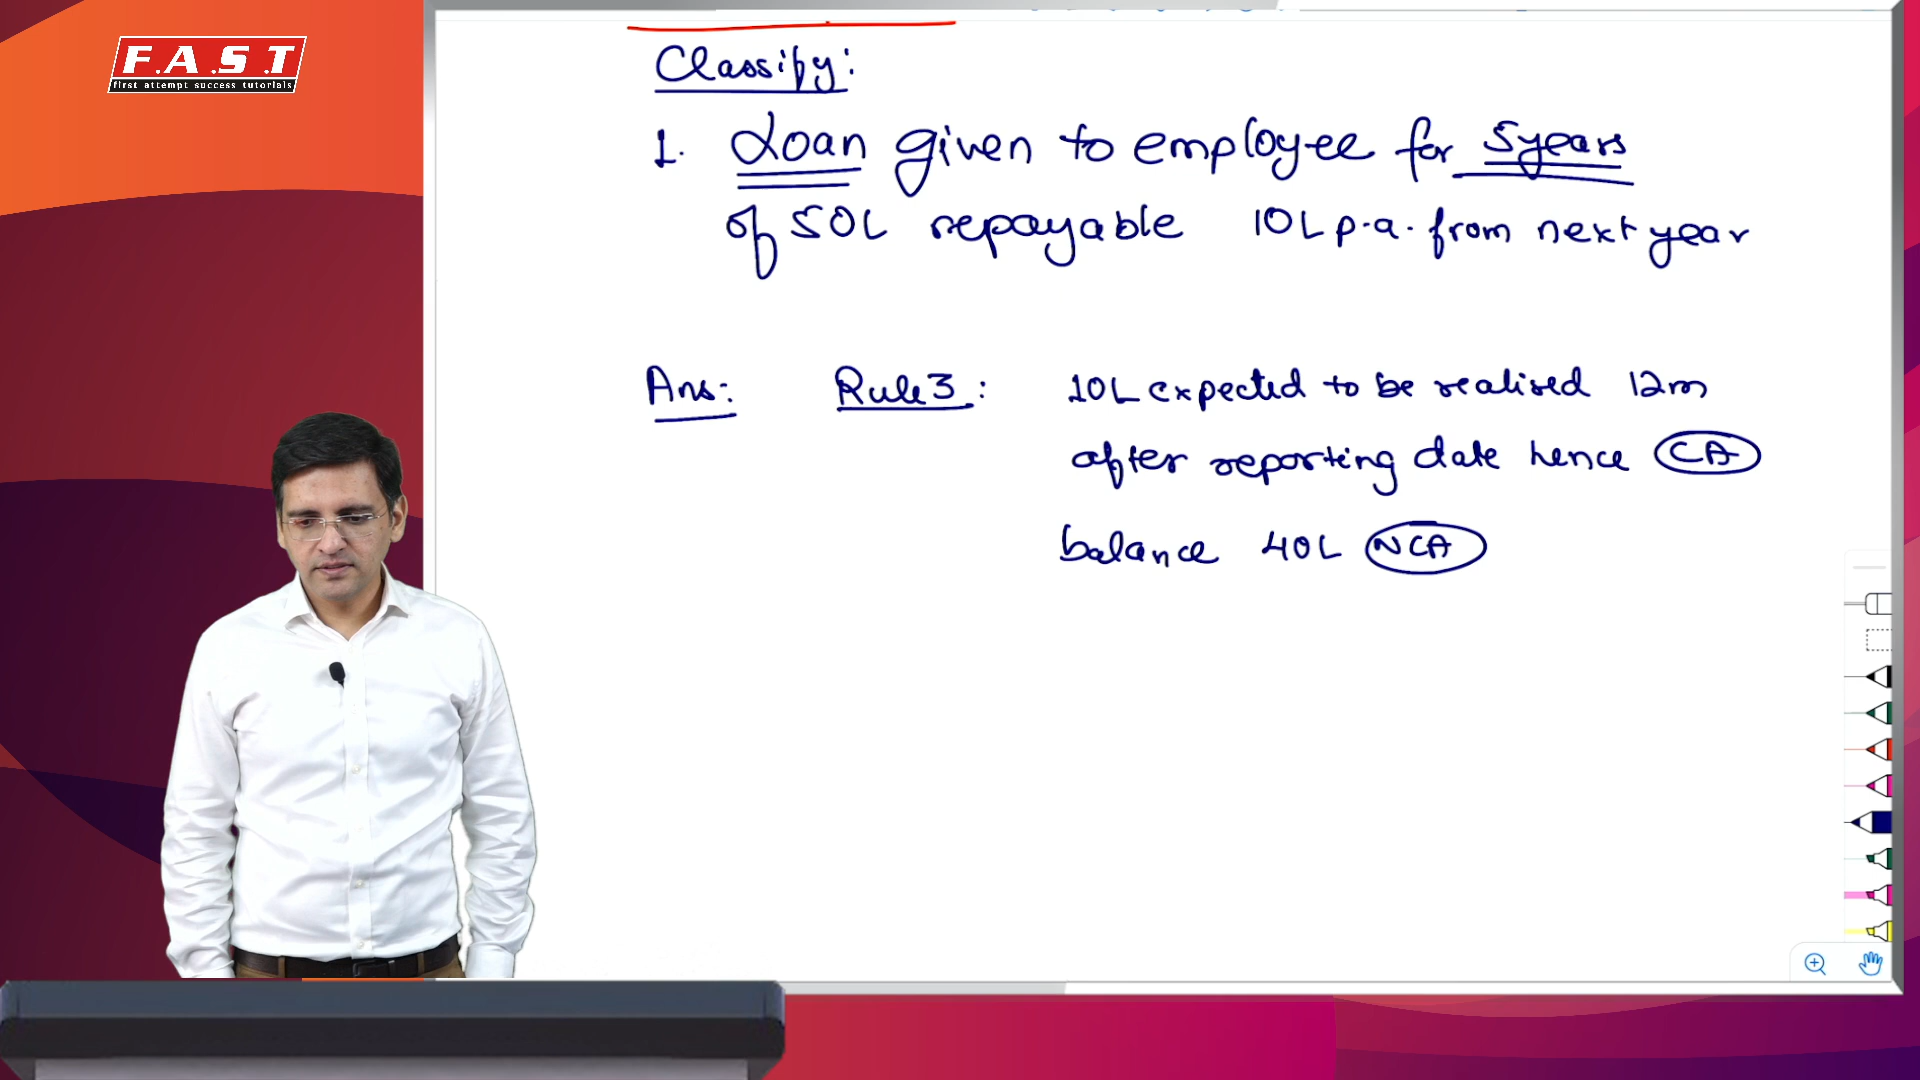 F.A.S.T
first attempt success tutorials
Classify:
1. Loan given to employee for 5years
of 50L repayable 10L p.a. from next year
Ans: Rule3: 10L expected to be realised 12m
after reporting date hence CA
balance 40L NCA